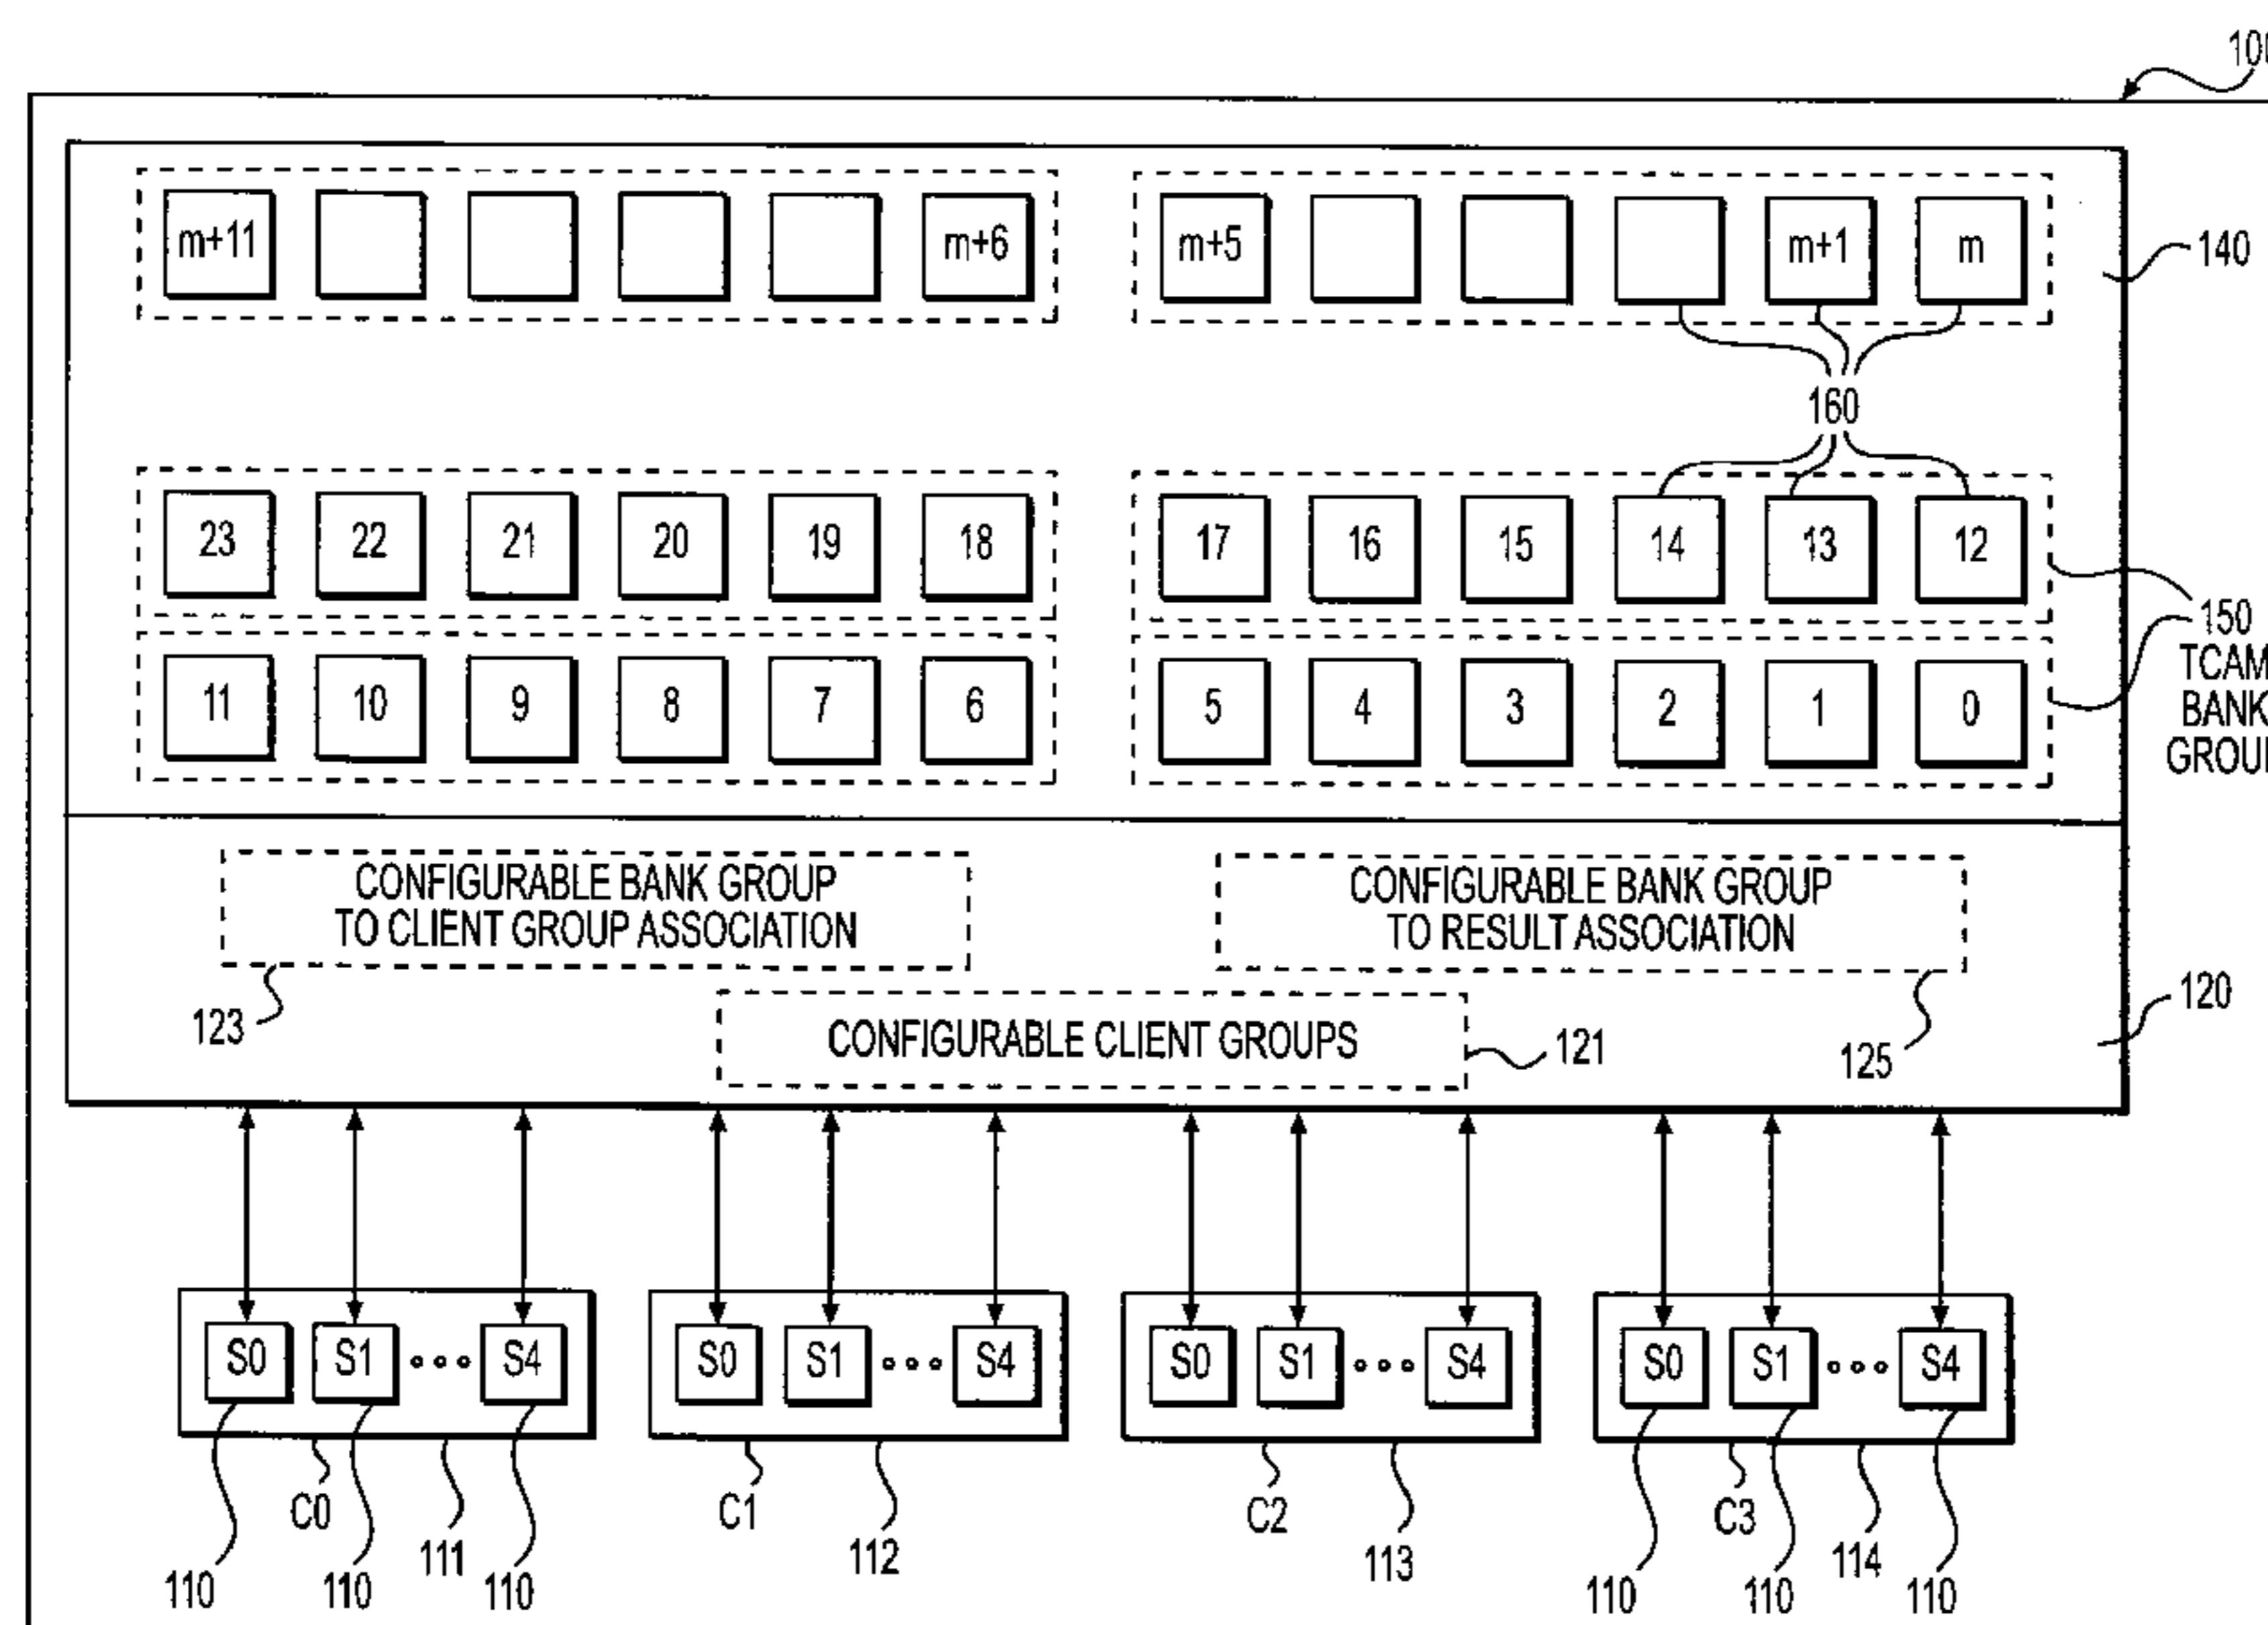 100
m+11 m+6 m+5 m+1 m
140
160
23 22 21 20 19 18 17 16 15 14 13 12
150
TCAM
BANK
11 10 9 8 7 6 5 4 3 2 1 0
CONFIGURABLE BANK GROUP
TO CLIENT GROUP ASSOCIATION
CONFIGURABLE BANK GROUP
TO RESULT ASSOCIATION
123
CONFIGURABLE CLIENT GROUPS
121
125
120
S0 S1 S4 S0 S1 S4 S0 S1 S4 S0 S1 S4
C0 C1 C2 C3
110 110 111 110 112 113 110 110 114 110